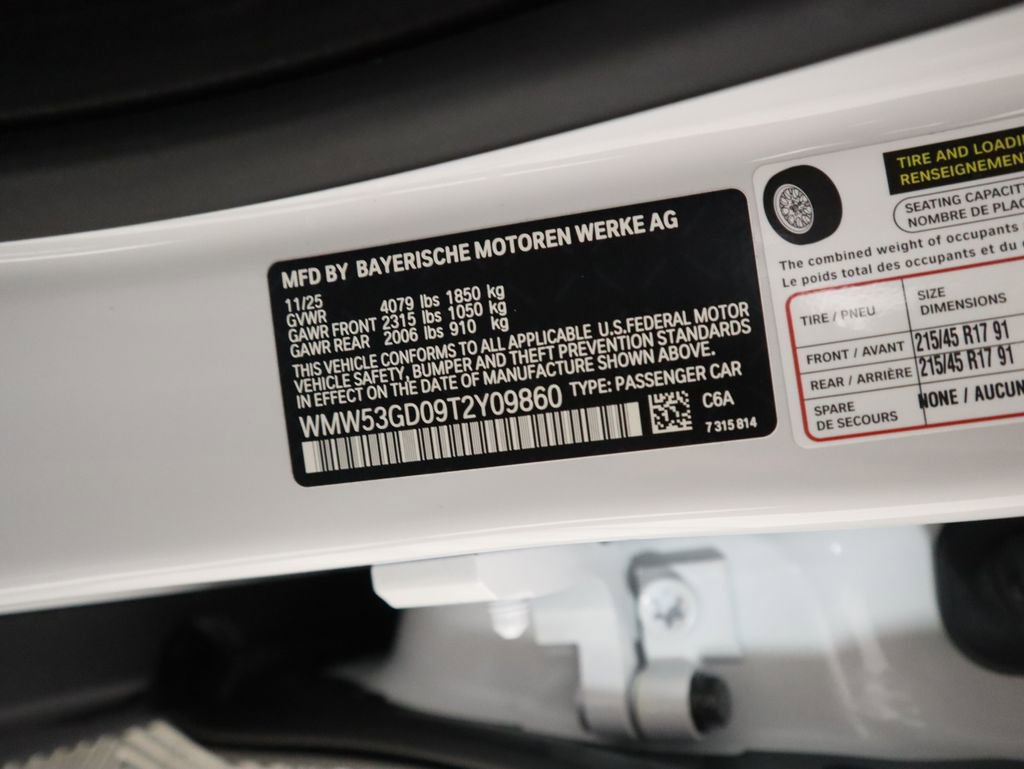 MFD BY BAYERISCHE MOTOREN WERKE AG
11/25
GVWR 4079 lbs 1850 kg
GAWR FRONT 2315 lbs 1050 kg
GAWR REAR 2006 lbs 910 kg
THIS VEHICLE CONFORMS TO ALL APPLICABLE U.S.FEDERAL MOTOR
VEHICLE SAFETY, BUMPER AND THEFT PREVENTION STANDARDS
IN EFFECT ON THE DATE OF MANUFACTURE SHOWN ABOVE.
WMW53GD09T2Y09860 TYPE: PASSENGER CAR
C6A
7 315 814
TIRE AND LOADI
RENSEIGNEMEN
SEATING CAPACIT
NOMBRE DE PLAC
The combined weight of occupants
Le poids total des occupants et du
TIRE / PNEU
SIZE
DIMENSIONS
FRONT / AVANT 215/45 R17 91
REAR / ARRIÈRE 215/45 R17 91
SPARE
DE SECOURS
NONE / AUCUN